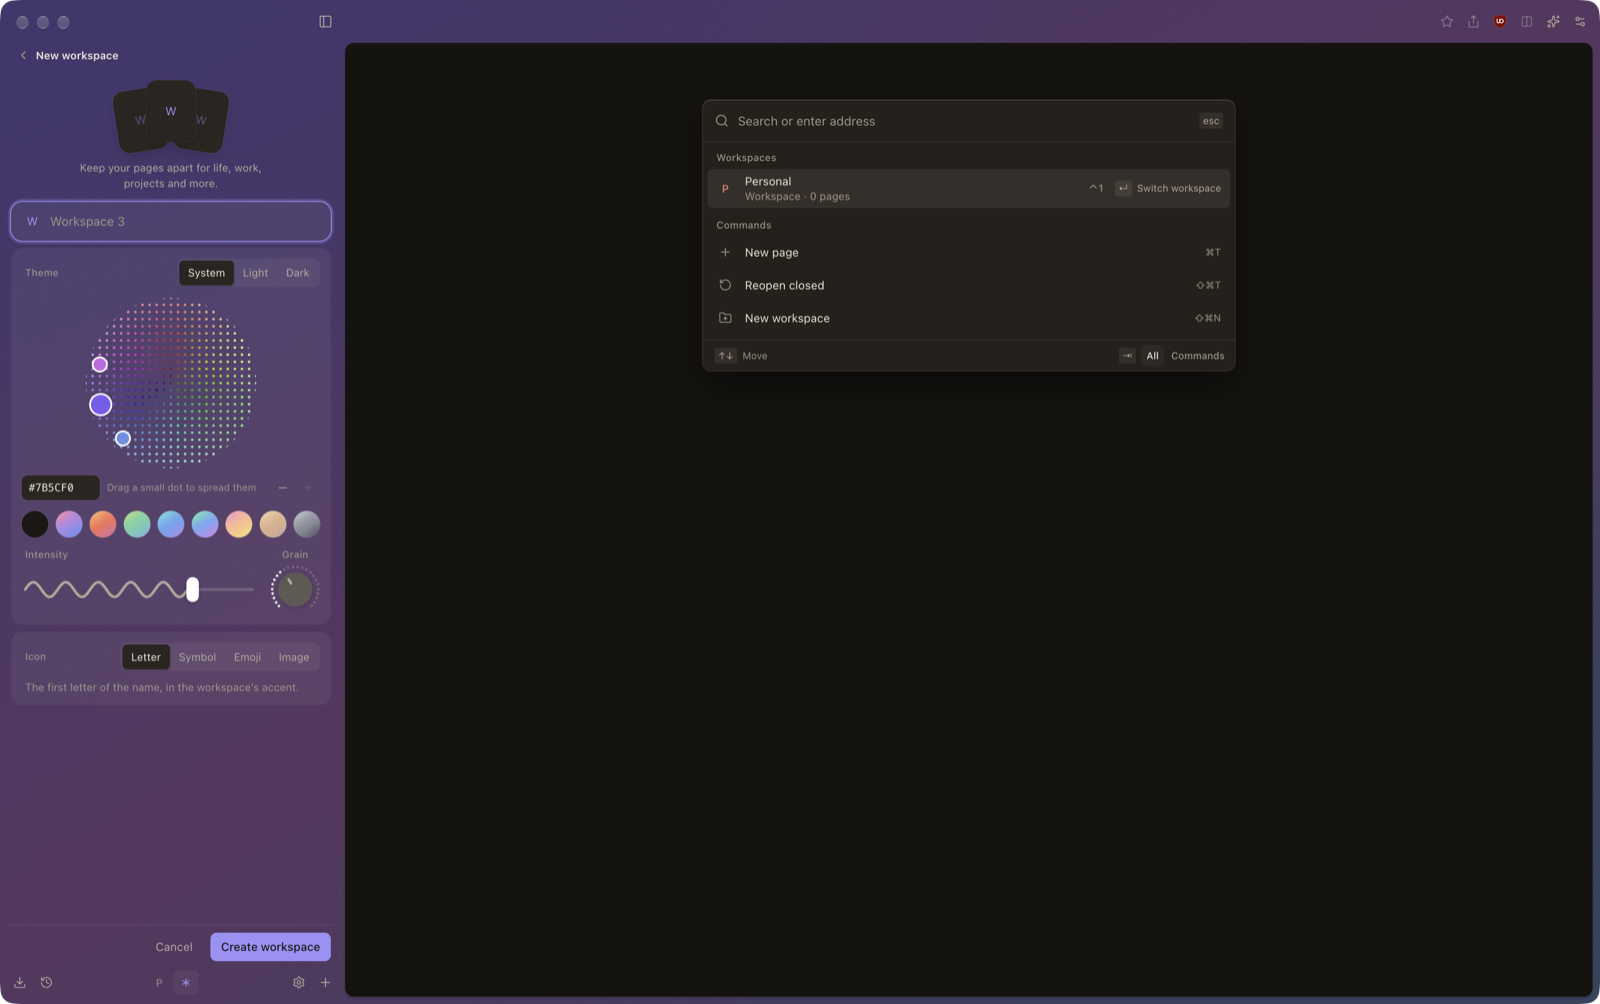 New workspace
W
W
W
Keep your pages apart for life, work,
projects and more.
W Workspace 3
Theme
System Light Dark
#7B5CF0 Drag a small dot to spread them
Intensity
Grain
Icon
Letter Symbol Emoji Image
The first letter of the name, in the workspace's accent.
Cancel Create workspace
P
UD
Search or enter address esc
Workspaces
P Personal ^1 ↵ Switch workspace
Workspace · 0 pages
Commands
New page ⌘T
Reopen closed ⇧⌘T
New workspace ⇧⌘N
↑↓ Move ⇥ All Commands